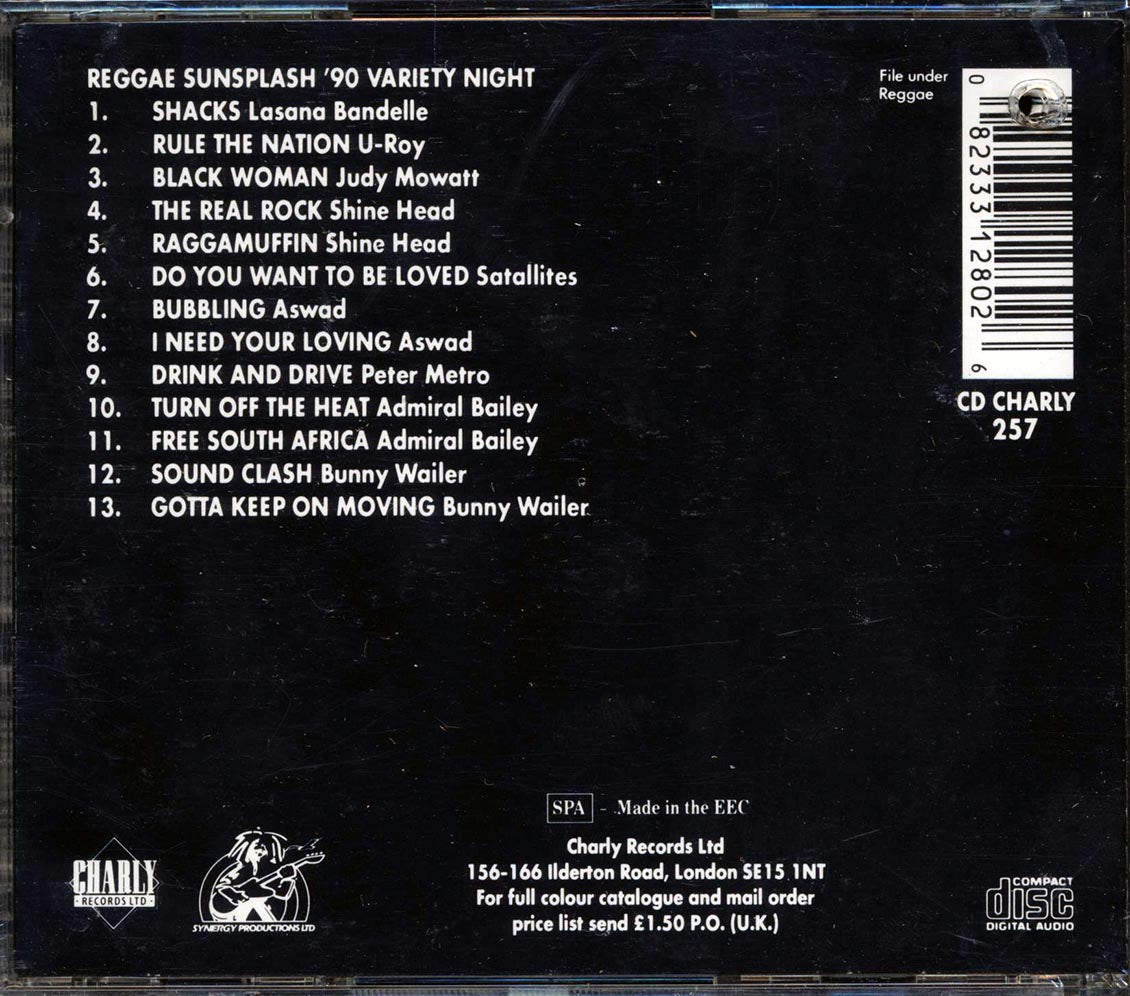 REGGAE SUNSPLASH '90 VARIETY NIGHT
1. SHACKS Lasana Bandelle
2. RULE THE NATION U-Roy
3. BLACK WOMAN Judy Mowatt
4. THE REAL ROCK Shine Head
5. RAGGAMUFFIN Shine Head
6. DO YOU WANT TO BE LOVED Satallites
7. BUBBLING Aswad
8. I NEED YOUR LOVING Aswad
9. DRINK AND DRIVE Peter Metro
10. TURN OFF THE HEAT Admiral Bailey
11. FREE SOUTH AFRICA Admiral Bailey
12. SOUND CLASH Bunny Wailer
13. GOTTA KEEP ON MOVING Bunny Wailer
File under
Reggae
0 82333 12802 6
CD CHARLY
257
SPA - Made in the EEC
Charly Records Ltd
156-166 Ilderton Road, London SE15 1NT
For full colour catalogue and mail order
price list send £1.50 P.O. (U.K.)
CHARLY
· RECORDS LTD ·
SYNERGY PRODUCTIONS LTD
COMPACT
disc
DIGITAL AUDIO